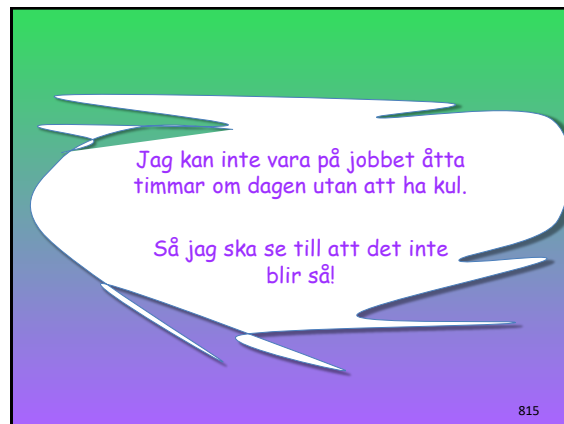 Jag kan inte vara på jobbet åtta
timmar om dagen utan att ha kul.
Så jag ska se till att det inte
blir så!
815